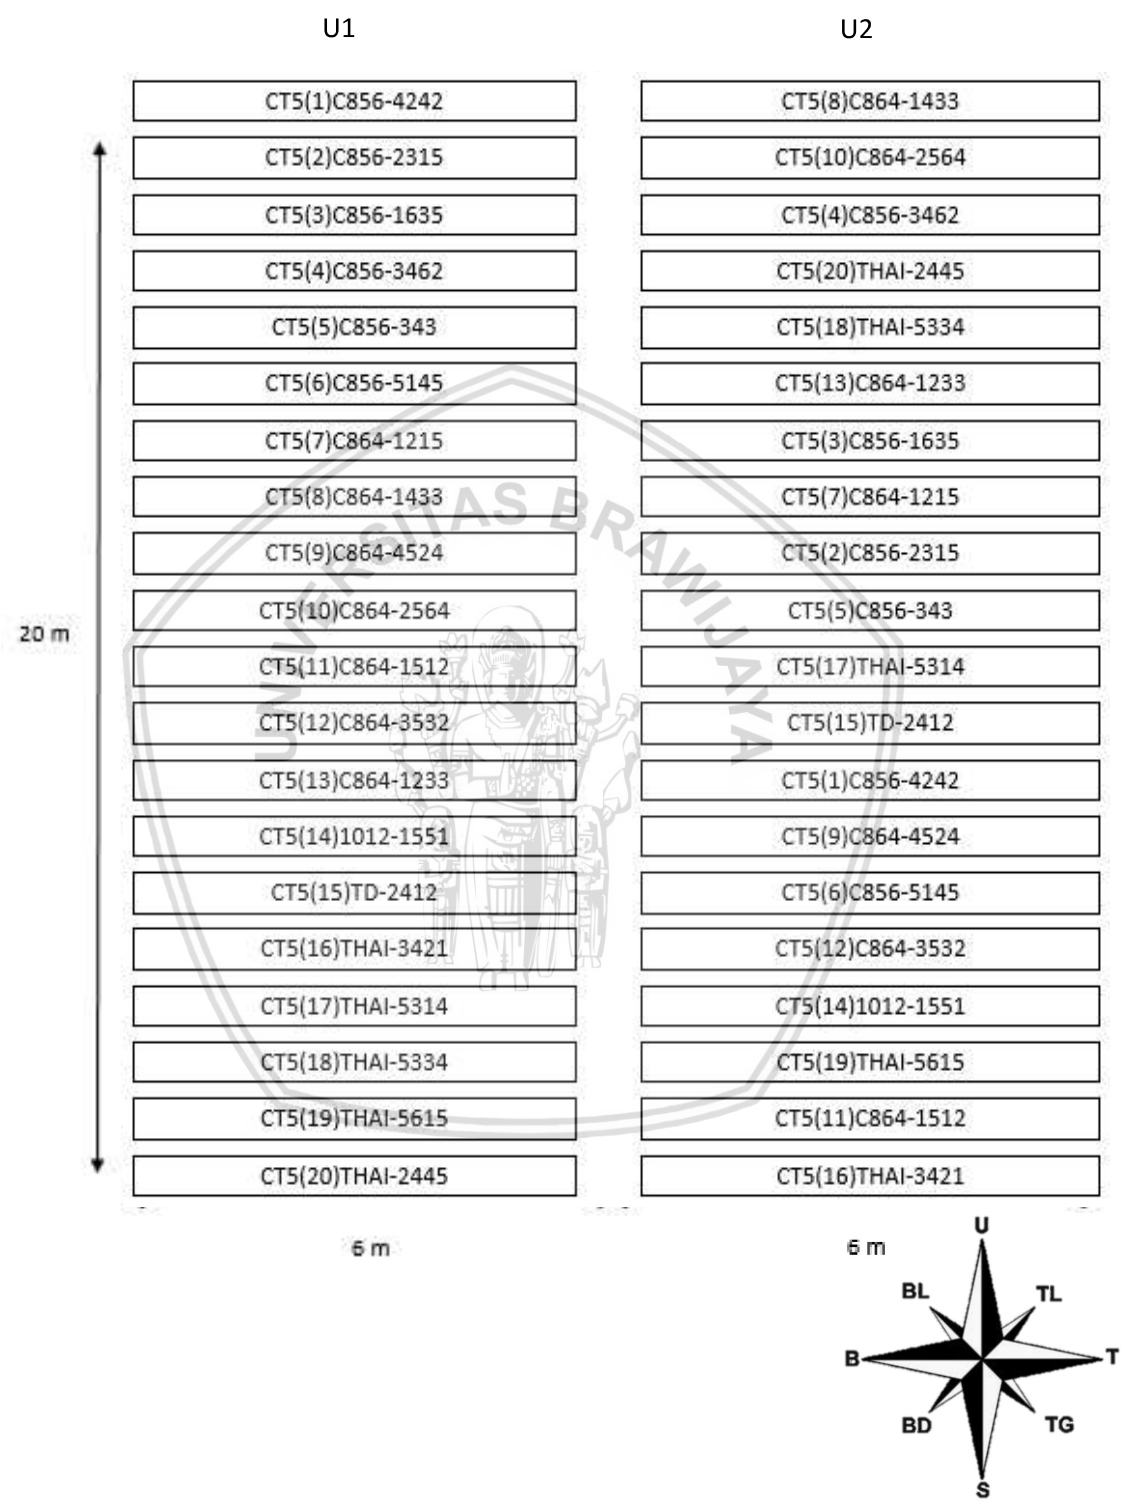 U1 U2
CT5(1)C856-4242 CT5(8)C864-1433
CT5(2)C856-2315 CT5(10)C864-2564
CT5(3)C856-1635 CT5(4)C856-3462
CT5(4)C856-3462 CT5(20)THAI-2445
CT5(5)C856-343 CT5(18)THAI-5334
CT5(6)C856-5145 CT5(13)C864-1233
CT5(7)C864-1215 CT5(3)C856-1635
CT5(8)C864-1433 CT5(7)C864-1215
CT5(9)C864-4524 CT5(2)C856-2315
CT5(10)C864-2564 CT5(5)C856-343
20 m
CT5(11)C864-1512 CT5(17)THAI-5314
CT5(12)C864-3532 CT5(15)TD-2412
CT5(13)C864-1233 CT5(1)C856-4242
CT5(14)1012-1551 CT5(9)C864-4524
CT5(15)TD-2412 CT5(6)C856-5145
CT5(16)THAI-3421 CT5(12)C864-3532
CT5(17)THAI-5314 CT5(14)1012-1551
CT5(18)THAI-5334 CT5(19)THAI-5615
CT5(19)THAI-5615 CT5(11)C864-1512
CT5(20)THAI-2445 CT5(16)THAI-3421
6 m 6 m
UNIVERSITAS BRAWIJAYA
U
BL TL
B T
BD TG
S